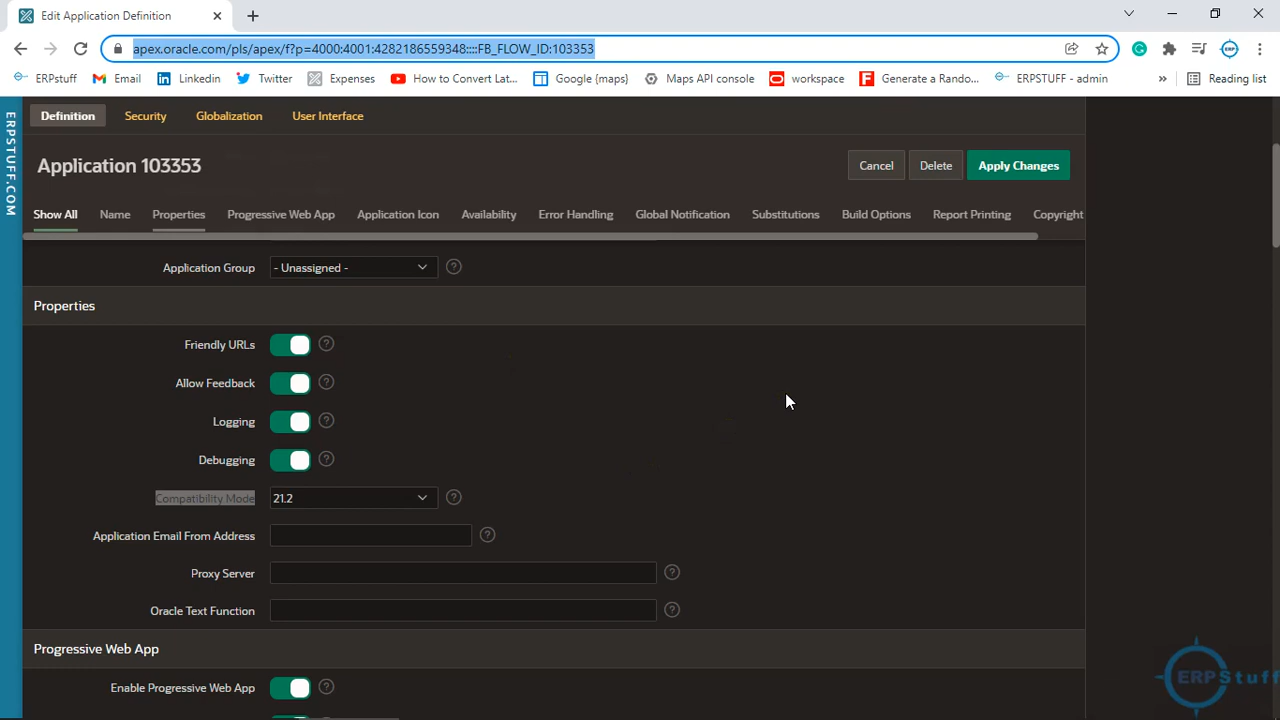 Edit Application Definition
apex.oracle.com/pls/apex/f?p=4000:4001:4282186559348::::FB_FLOW_ID:103353
ERPstuff Email Linkedin Twitter Expenses How to Convert Lat... Google {maps} Maps API console workspace Generate a Rando... ERPSTUFF - admin » Reading list
ERPSTUFF.COM
Definition Security Globalization User Interface
Application 103353
Cancel Delete Apply Changes
Show All Name Properties Progressive Web App Application Icon Availability Error Handling Global Notification Substitutions Build Options Report Printing Copyright
Application Group - Unassigned -
Properties
Friendly URLs
Allow Feedback
Logging
Debugging
Compatibility Mode 21.2
Application Email From Address
Proxy Server
Oracle Text Function
Progressive Web App
Enable Progressive Web App
ERPStuff